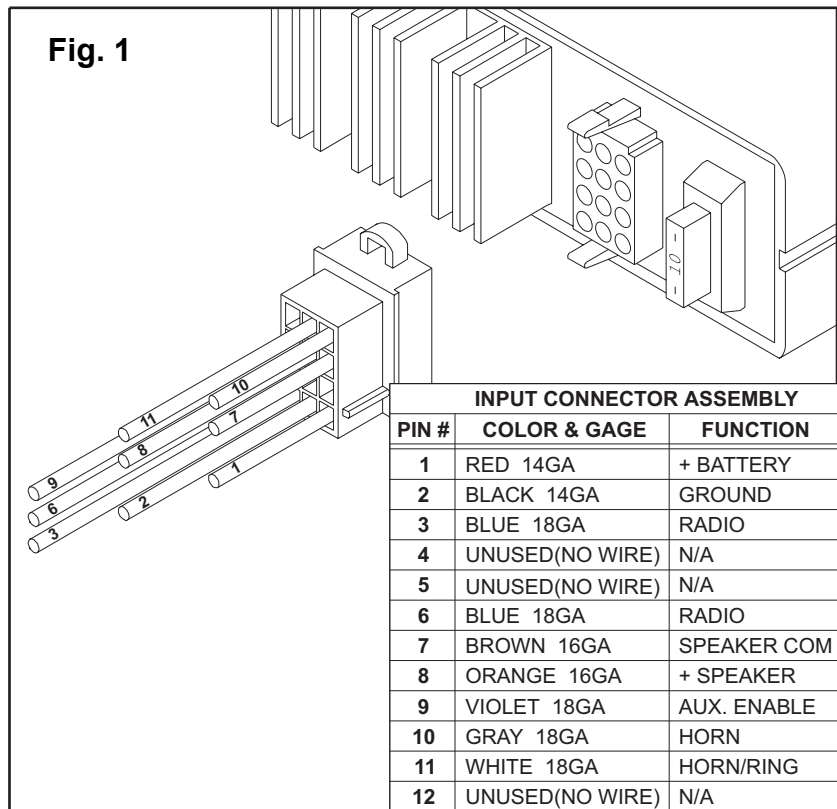 Fig. 1
- 10 -
11
10
8
7
9
6
3
2
1
INPUT CONNECTOR ASSEMBLY
PIN # COLOR & GAGE FUNCTION
1 RED 14GA + BATTERY
2 BLACK 14GA GROUND
3 BLUE 18GA RADIO
4 UNUSED(NO WIRE) N/A
5 UNUSED(NO WIRE) N/A
6 BLUE 18GA RADIO
7 BROWN 16GA SPEAKER COM
8 ORANGE 16GA + SPEAKER
9 VIOLET 18GA AUX. ENABLE
10 GRAY 18GA HORN
11 WHITE 18GA HORN/RING
12 UNUSED(NO WIRE) N/A